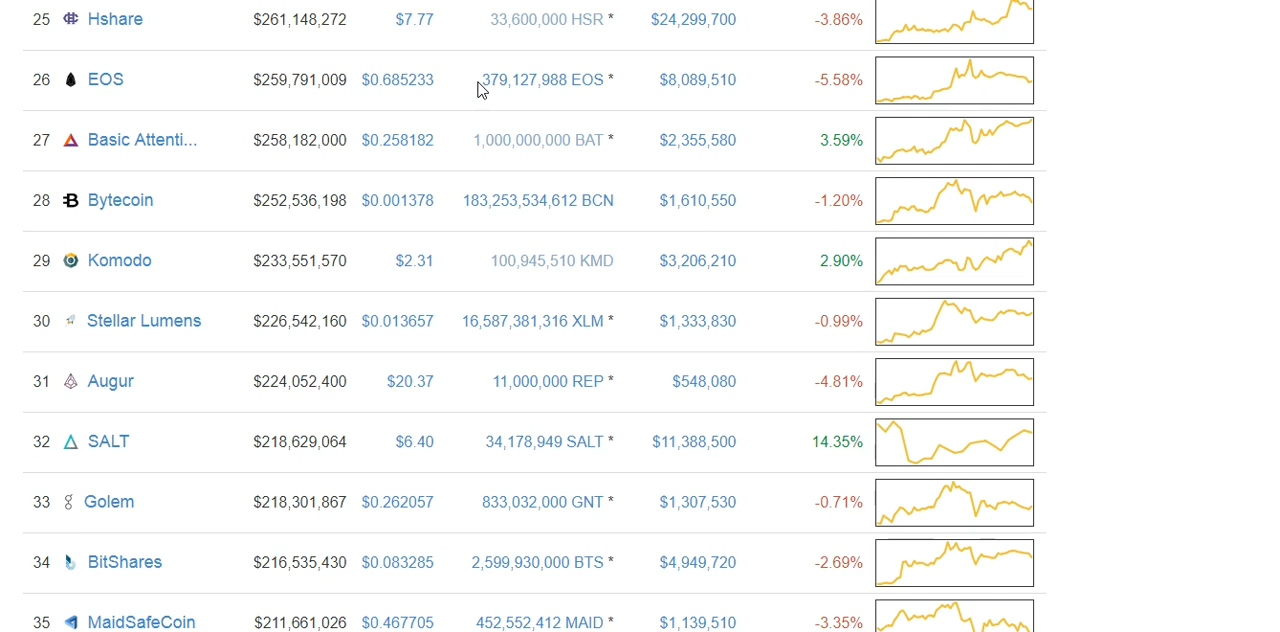 25 Hshare $261,148,272 $7.77 33,600,000 HSR * $24,299,700 -3.86%
26 EOS $259,791,009 $0.685233 379,127,988 EOS * $8,089,510 -5.58%
27 Basic Attenti... $258,182,000 $0.258182 1,000,000,000 BAT * $2,355,580 3.59%
28 Bytecoin $252,536,198 $0.001378 183,253,534,612 BCN $1,610,550 -1.20%
29 Komodo $233,551,570 $2.31 100,945,510 KMD $3,206,210 2.90%
30 Stellar Lumens $226,542,160 $0.013657 16,587,381,316 XLM * $1,333,830 -0.99%
31 Augur $224,052,400 $20.37 11,000,000 REP * $548,080 -4.81%
32 SALT $218,629,064 $6.40 34,178,949 SALT * $11,388,500 14.35%
33 Golem $218,301,867 $0.262057 833,032,000 GNT * $1,307,530 -0.71%
34 BitShares $216,535,430 $0.083285 2,599,930,000 BTS * $4,949,720 -2.69%
35 MaidSafeCoin $211,661,026 $0.467705 452,552,412 MAID * $1,139,510 -3.35%